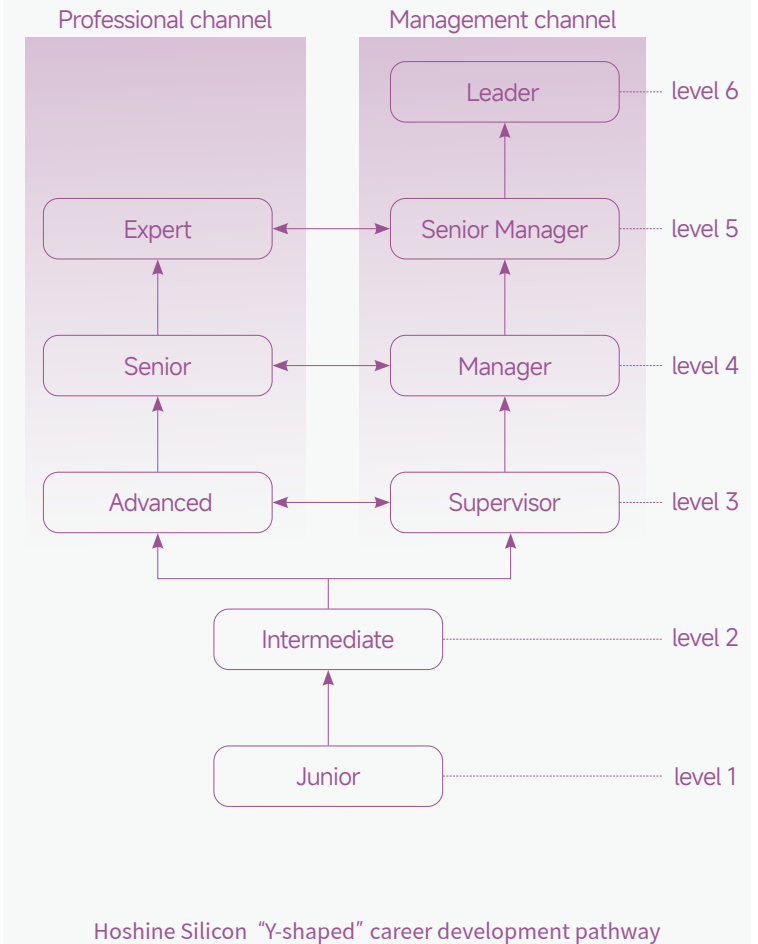 Professional channel
Management channel
Leader
level 6
Expert
Senior Manager
level 5
Senior
Manager
level 4
Advanced
Supervisor
level 3
Intermediate
level 2
Junior
level 1
Hoshine Silicon “Y-shaped” career development pathway